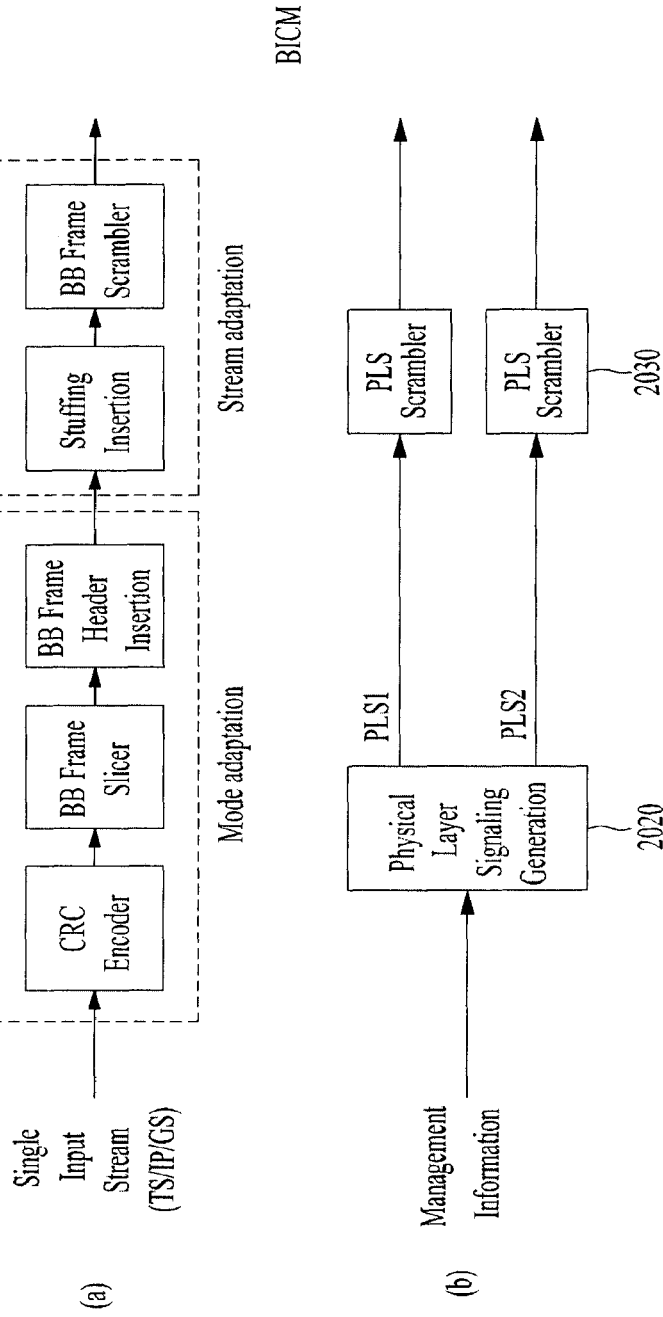 (a)
Single
Input
Stream
(TS/IP/GS)
CRC
Encoder
BB Frame
Slicer
BB Frame
Header
Insertion
Mode adaptation
Stuffing
Insertion
BB Frame
Scrambler
Stream adaptation
BICM
(b)
Management
Information
Physical
Layer
Signaling
Generation
2020
PLS1
PLS2
PLS
Scrambler
PLS
Scrambler
2030